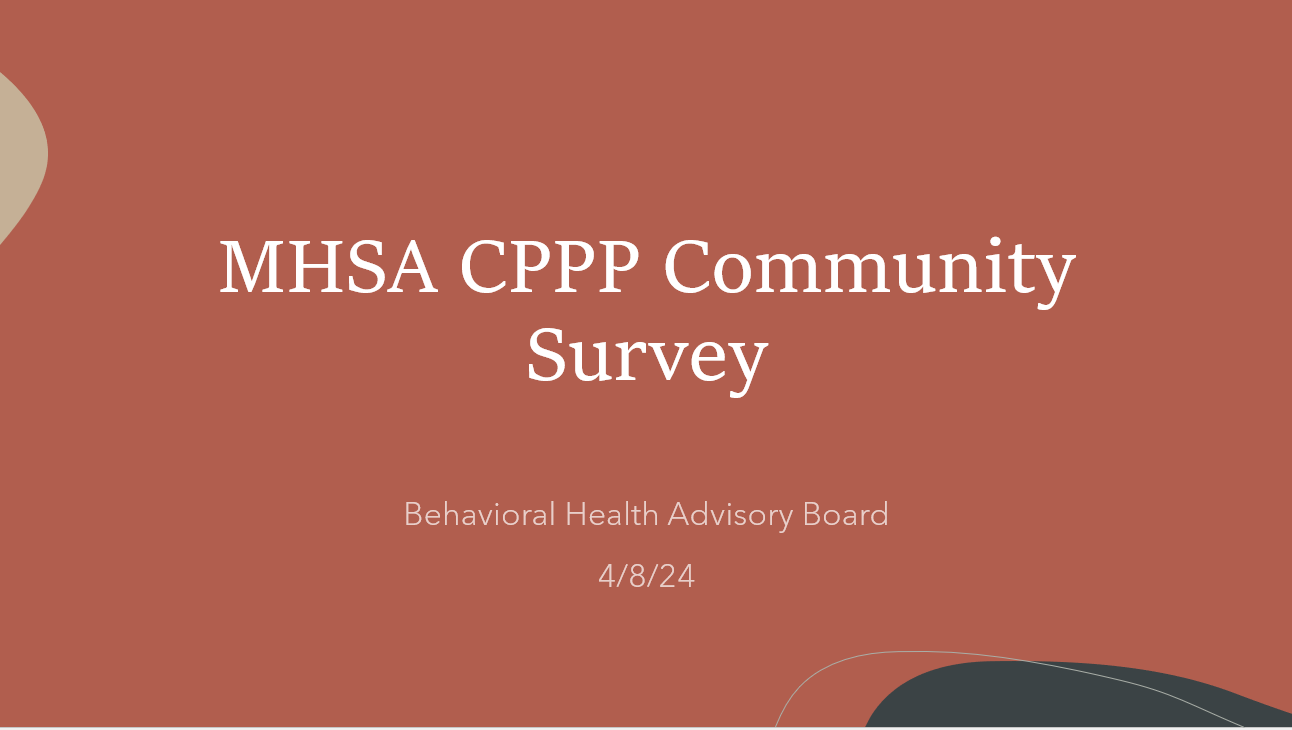 MHSA CPPP Community
Survey
Behavioral Health Advisory Board
4/8/24